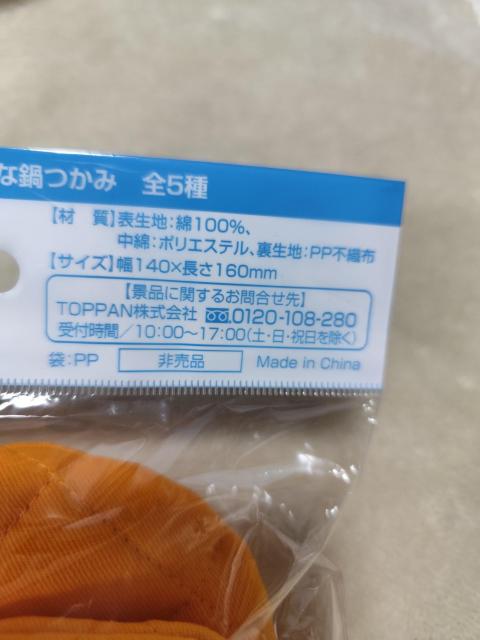 な鍋つかみ 全5種
【材 質】表生地:綿100%、
中綿:ポリエステル、裏生地:PP不織布
【サイズ】幅140×長さ160mm
【景品に関するお問合せ先】
TOPPAN株式会社 0120-108-280
受付時間/10:00〜17:00(土・日・祝日を除く)
袋:PP 非売品 Made in China